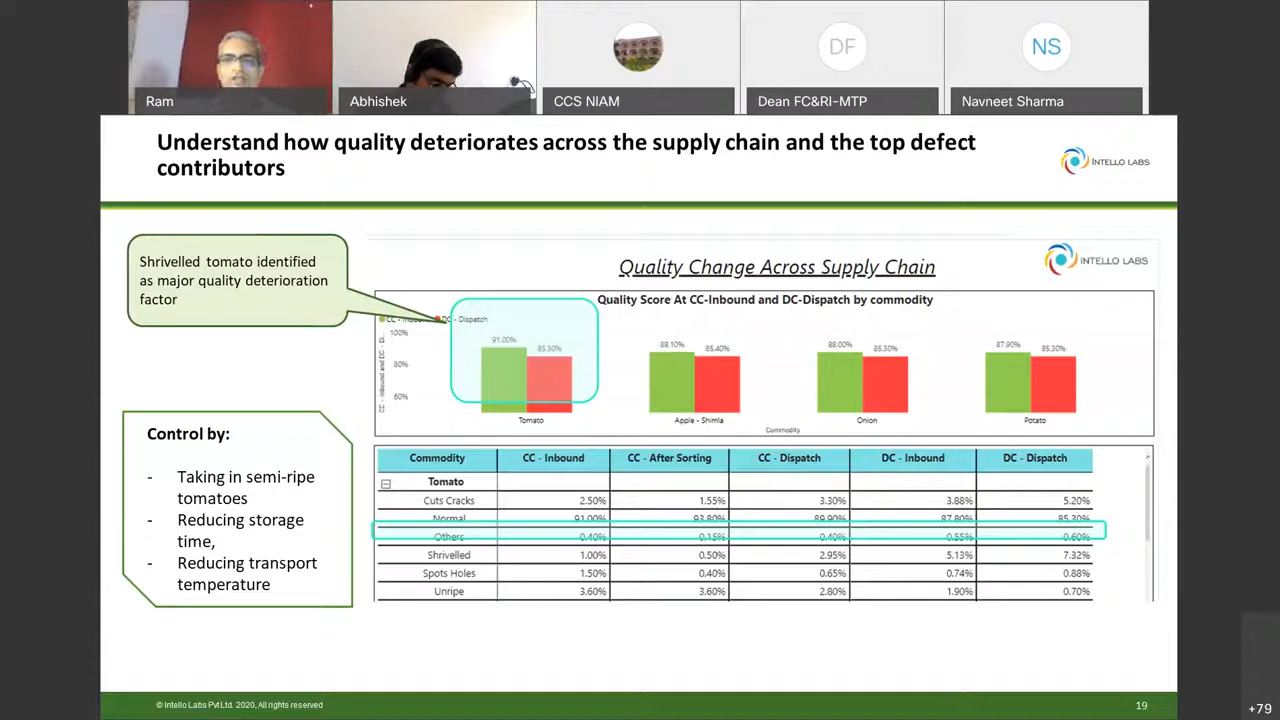 Ram
Abhishek
CCS NIAM
DF
Dean FC&RI-MTP
NS
Navneet Sharma
Understand how quality deteriorates across the supply chain and the top defect
contributors
INTELLO LABS
Shrivelled tomato identified
as major quality deterioration
factor
Control by:
- Taking in semi-ripe
tomatoes
- Reducing storage
time,
- Reducing transport
temperature
Quality Change Across Supply Chain
INTELLO LABS
Quality Score At CC-Inbound and DC-Dispatch by commodity
DC - Dispatch
CC - Inbound and DC - Di...
100%
80%
60%
91.00% 85.30% 88.10% 85.40% 88.00% 85.30% 87.90% 85.30%
Tomato Apple - Shimla Onion Potato
Commodity
Commodity CC - Inbound CC - After Sorting CC - Dispatch DC - Inbound DC - Dispatch
Tomato
Cuts Cracks 2.50% 1.55% 3.30% 3.88% 5.20%
Normal 91.00% 93.80% 89.90% 87.80% 85.30%
Others 0.40% 0.15% 0.40% 0.55% 0.60%
Shrivelled 1.00% 0.50% 2.95% 5.13% 7.32%
Spots Holes 1.50% 0.40% 0.65% 0.74% 0.88%
Unripe 3.60% 3.60% 2.80% 1.90% 0.70%
© Intello Labs Pvt Ltd. 2020, All rights reserved
19
+79